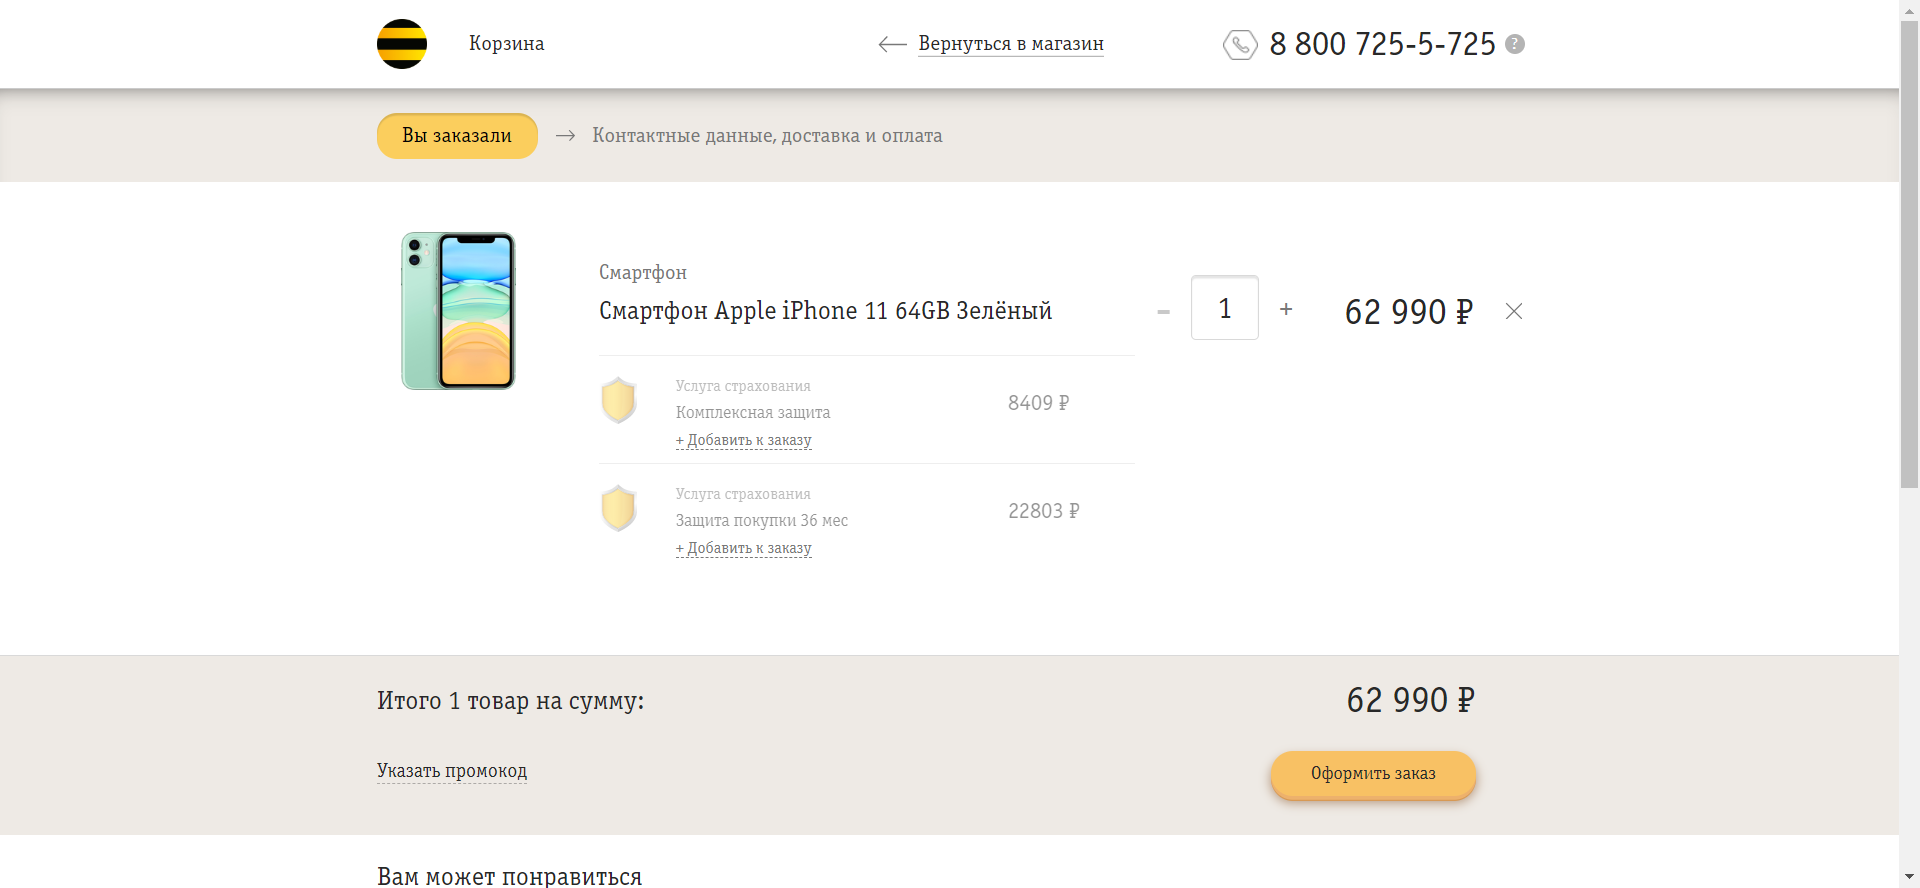 Корзина
Вернуться в магазин
8 800 725-5-725 ?
Вы заказали
Контактные данные, доставка и оплата
Смартфон
Смартфон Apple iPhone 11 64GB Зелёный
- 1 +
62 990 ₽
Услуга страхования
Комплексная защита
8409 ₽
+ Добавить к заказу
Услуга страхования
Защита покупки 36 мес
22803 ₽
+ Добавить к заказу
Итого 1 товар на сумму:
62 990 ₽
Указать промокод
Оформить заказ
Вам может понравиться